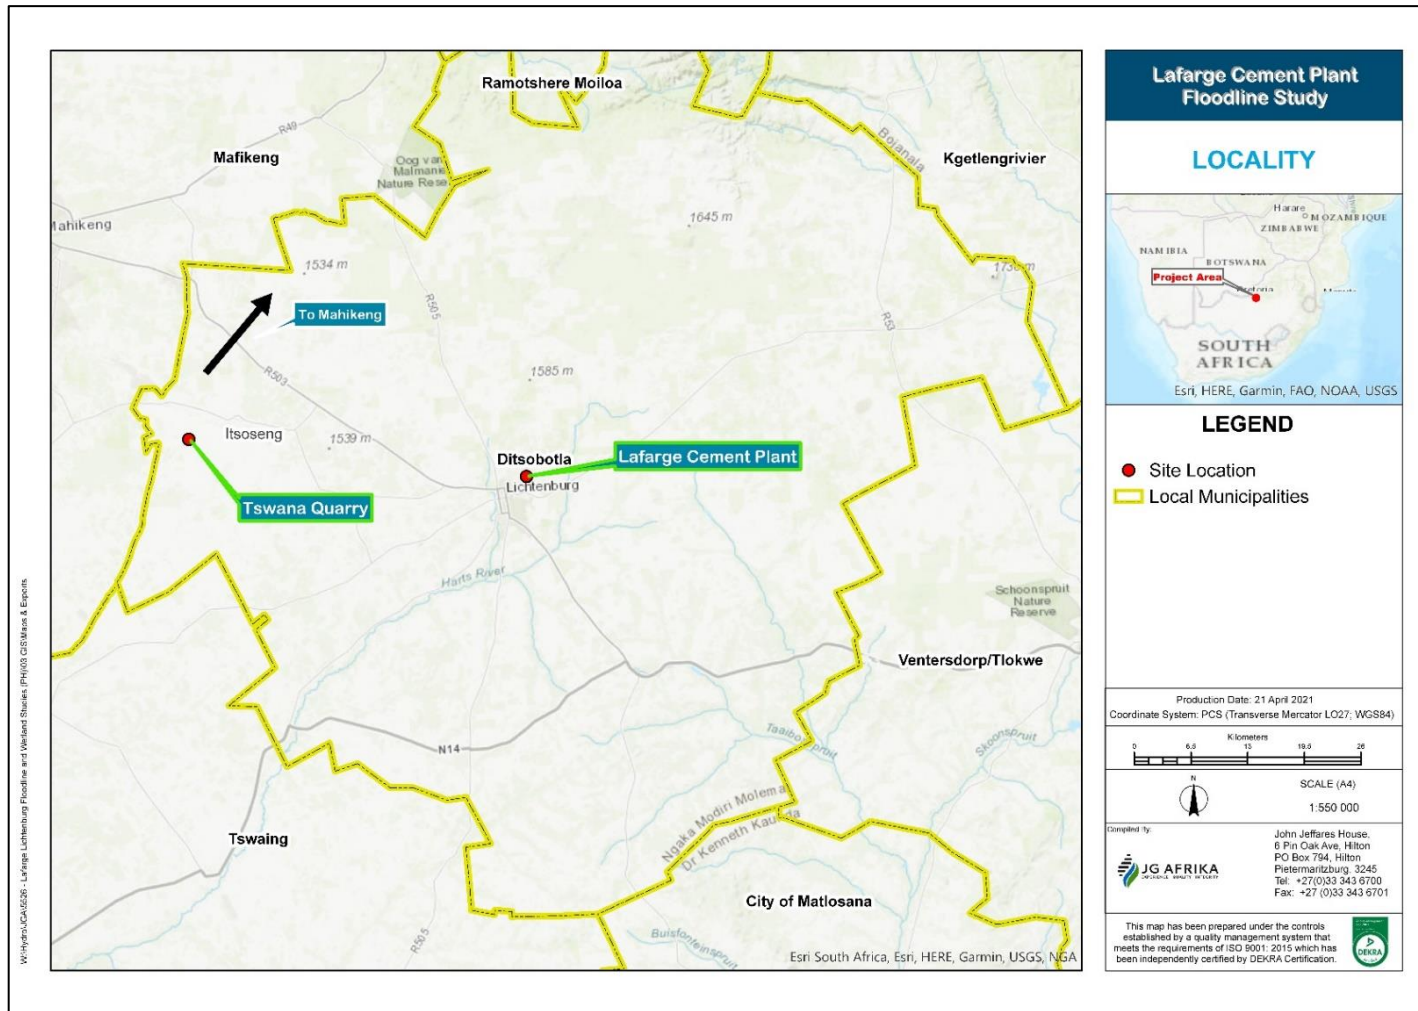 Ramotshere Moiloa
R49
Mafikeng
Oog van
Malmanie
Nature Rese
Bojanala
Kgetlengrivier
Mahikeng
1645 m
1534 m
To Mahikeng
R505
R53
R503
1585 m
Itsoseng
1539 m
Ditsobotla
Lichtenburg
Lafarge Cement Plant
Tswana Quarry
Harts River
Schoonspruit
Nature
Reserve
Ventersdorp/Tlokwe
N14
Taaibosspruit
Skoonspruit
Ngaka Modiri Molema
Dr Kenneth Kaunda
Tswaing
City of Matlosana
R505
Buisfonteinspruit
Esri South Africa, Esri, HERE, Garmin, USGS, NGA
Lafarge Cement Plant
Floodline Study
LOCALITY
Harare
MOZAMBIQUE
ZIMBABWE
NAMIBIA
BOTSWANA
Project Area
Pretoria
SOUTH
AFRICA
Esri, HERE, Garmin, FAO, NOAA, USGS
LEGEND
Site Location
Local Municipalities
Production Date: 21 April 2021
Coordinate System: PCS (Transverse Mercator LO27; WGS84)
Kilometers
0 6.5 13 19.5 26
N
SCALE (A4)
1:550 000
Compiled By:
JG AFRIKA
EXPERIENCE QUALITY INTEGRITY
John Jeffares House.
6 Pin Oak Ave, Hilton
PO Box 794, Hilton
Pietermaritzburg. 3245
Tel: +27(0)33 343 6700
Fax: +27 (0)33 343 6701
This map has been prepared under the controls
established by a quality management system that
meets the requirements of ISO 9001: 2015 which has
been independently certified by DEKRA Certification.
DEKRA